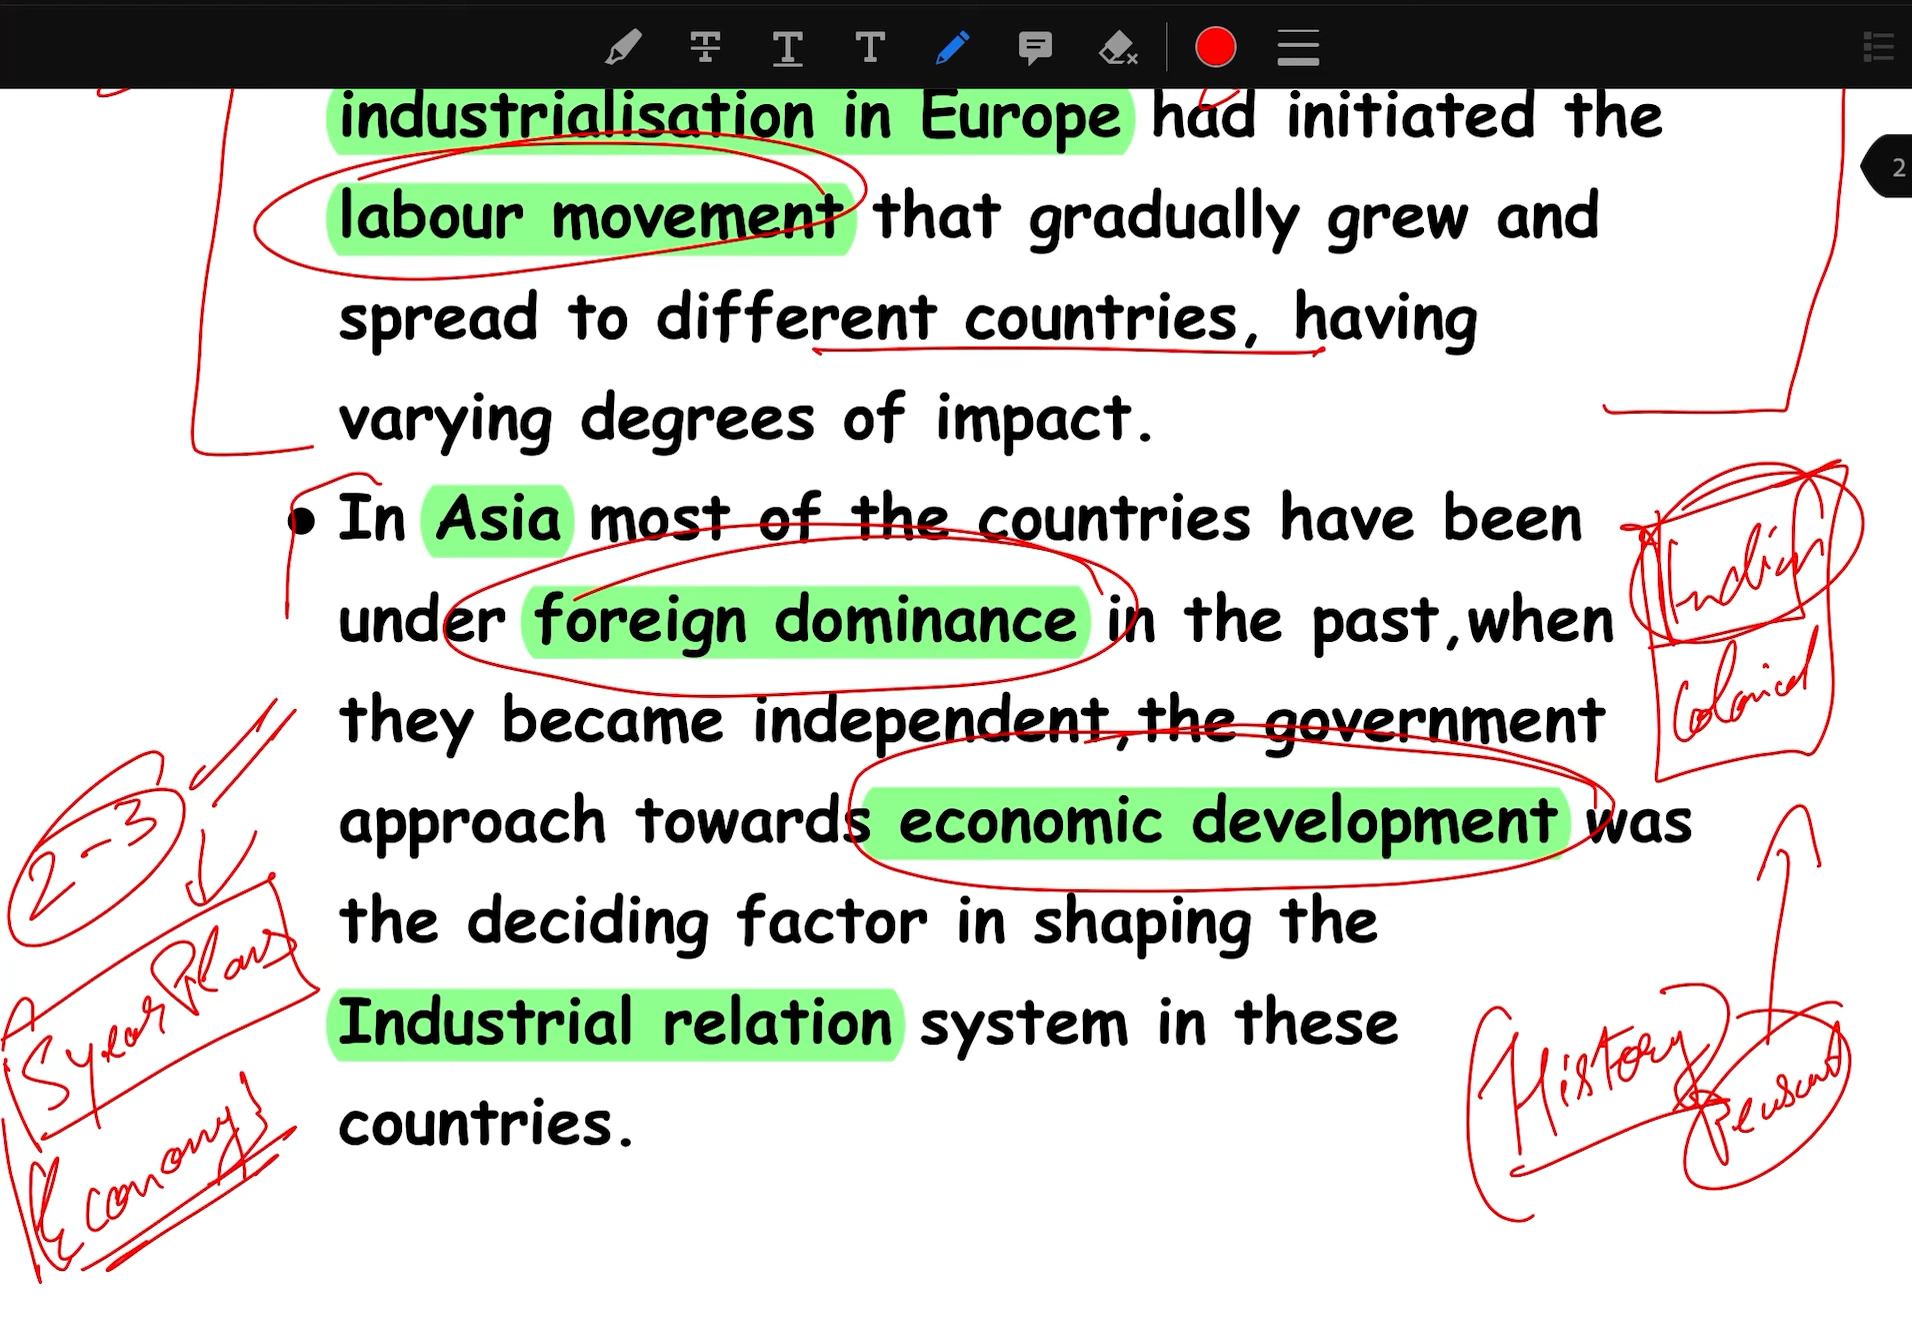 industrialisation in Europe had initiated the
labour movement that gradually grew and
spread to different countries, having
varying degrees of impact.
• In Asia most of the countries have been
under foreign dominance in the past,when
they became independent,the government
approach towards economic development was
the deciding factor in shaping the
Industrial relation system in these
countries.
2
2-3
5 year Plans
Economy
India
Colonial
History